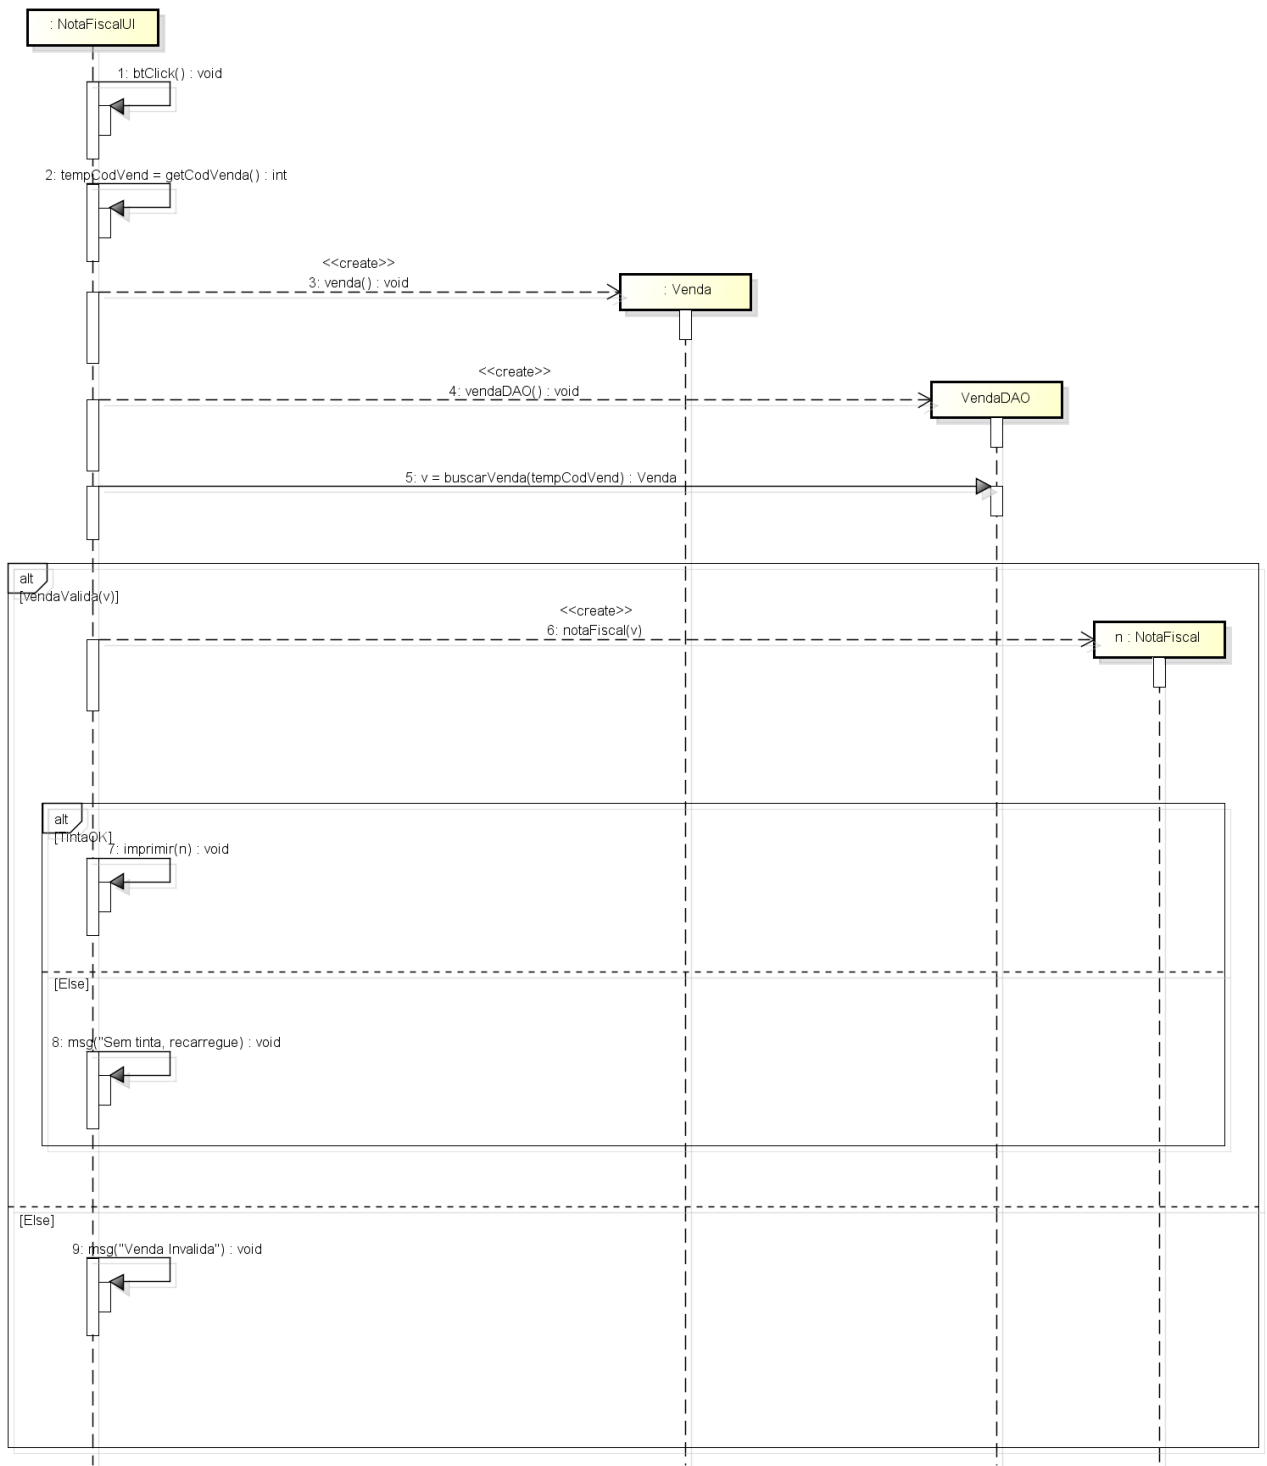 : NotaFiscalUI
1: btClick() : void
2: tempCodVend = getCodVenda() : int
<<create>>
3: venda() : void
: Venda
<<create>>
4: vendaDAO() : void
VendaDAO
5: v = buscarVenda(tempCodVend) : Venda
alt
[vendaValida(v)]
<<create>>
6: notaFiscal(v)
n : NotaFiscal
alt
[TintaOK]
7: imprimir(n) : void
[Else]
8: msg("Sem tinta, recarregue) : void
[Else]
9: msg("Venda Invalida") : void